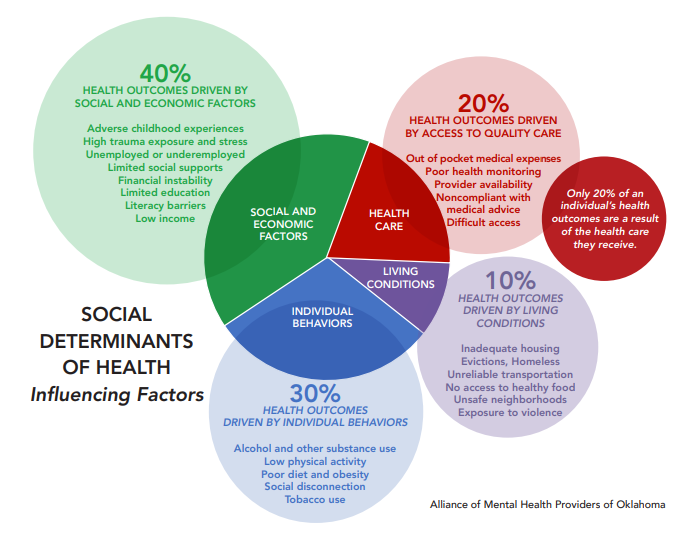 40%
HEALTH OUTCOMES DRIVEN BY
SOCIAL AND ECONOMIC FACTORS
Adverse childhood experiences
High trauma exposure and stress
Unemployed or underemployed
Limited social supports
Financial instability
Limited education
Literacy barriers
Low income
20%
HEALTH OUTCOMES DRIVEN
BY ACCESS TO QUALITY CARE
Out of pocket medical expenses
Poor health monitoring
Provider availability
Noncompliant with
medical advice
Difficult access
Only 20% of an
individual's health
outcomes are a result
of the health care
they receive.
SOCIAL AND
ECONOMIC
FACTORS
HEALTH
CARE
LIVING
CONDITIONS
INDIVIDUAL
BEHAVIORS
10%
HEALTH OUTCOMES
DRIVEN BY LIVING
CONDITIONS
Inadequate housing
Evictions, Homeless
Unreliable transportation
No access to healthy food
Unsafe neighborhoods
Exposure to violence
SOCIAL
DETERMINANTS
OF HEALTH
Influencing Factors
30%
HEALTH OUTCOMES
DRIVEN BY INDIVIDUAL BEHAVIORS
Alcohol and other substance use
Low physical activity
Poor diet and obesity
Social disconnection
Tobacco use
Alliance of Mental Health Providers of Oklahoma